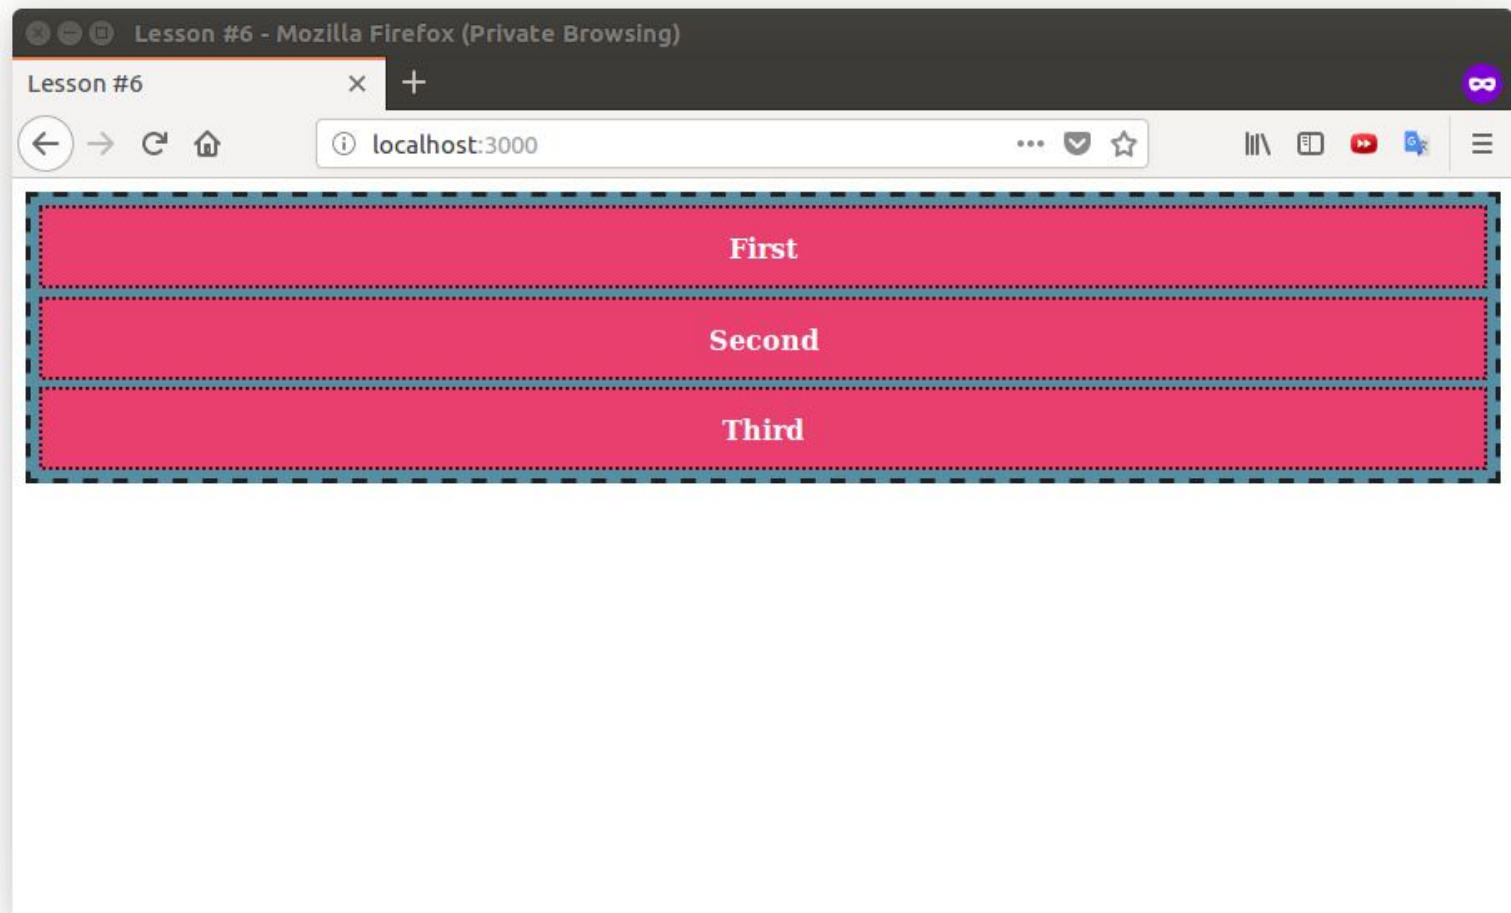 Lesson #6 - Mozilla Firefox (Private Browsing)
Lesson #6
localhost:3000
First
Second
Third